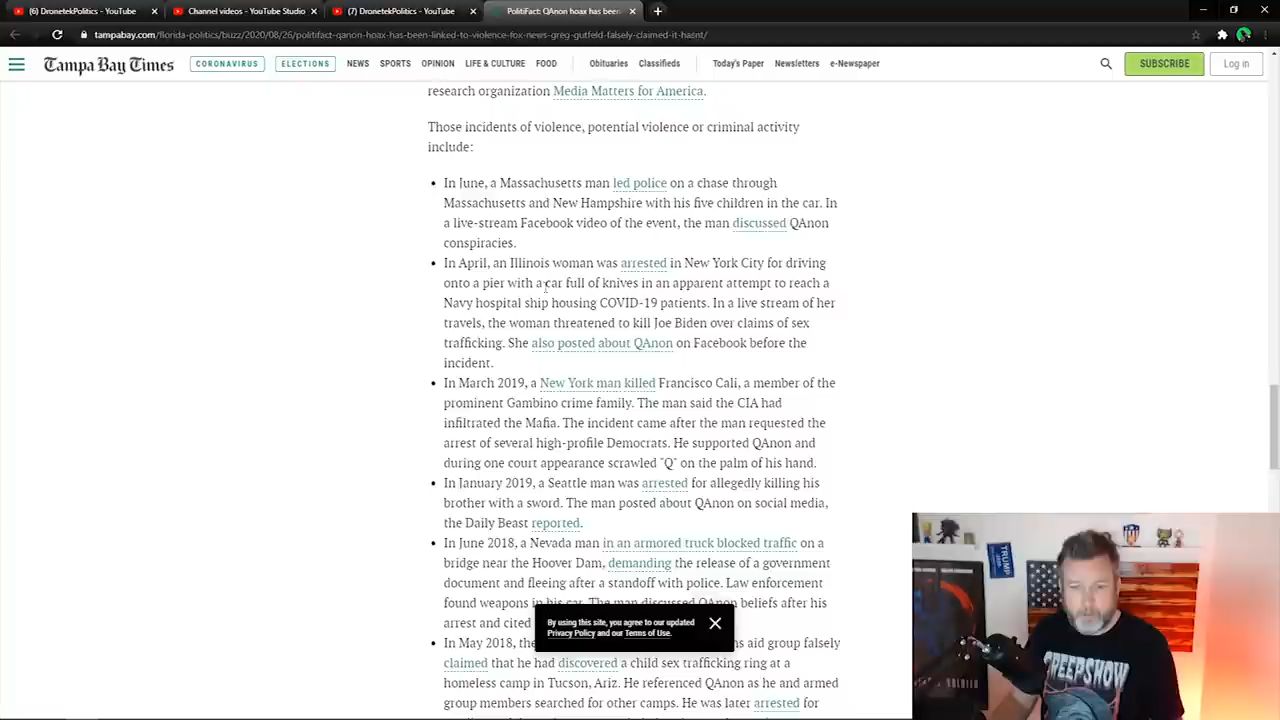 (6) DronetekPolitics - YouTube
Channel videos - YouTube Studio
(7) DronetekPolitics - YouTube
PolitiFact: QAnon hoax has been
tampabay.com/florida-politics/buzz/2020/08/26/politifact-qanon-hoax-has-been-linked-to-violence-fox-news-greg-gutfeld-falsely-claimed-it-hasnt/
Tampa Bay Times
CORONAVIRUS
ELECTIONS
NEWS
SPORTS
OPINION
LIFE & CULTURE
FOOD
Obituaries
Classifieds
Today's Paper
Newsletters
e-Newspaper
SUBSCRIBE
Log in
research organization Media Matters for America.
Those incidents of violence, potential violence or criminal activity
include:
• In June, a Massachusetts man led police on a chase through
Massachusetts and New Hampshire with his five children in the car. In
a live-stream Facebook video of the event, the man discussed QAnon
conspiracies.
• In April, an Illinois woman was arrested in New York City for driving
onto a pier with a car full of knives in an apparent attempt to reach a
Navy hospital ship housing COVID-19 patients. In a live stream of her
travels, the woman threatened to kill Joe Biden over claims of sex
trafficking. She also posted about QAnon on Facebook before the
incident.
• In March 2019, a New York man killed Francisco Cali, a member of the
prominent Gambino crime family. The man said the CIA had
infiltrated the Mafia. The incident came after the man requested the
arrest of several high-profile Democrats. He supported QAnon and
during one court appearance scrawled "Q" on the palm of his hand.
• In January 2019, a Seattle man was arrested for allegedly killing his
brother with a sword. The man posted about QAnon on social media,
the Daily Beast reported.
• In June 2018, a Nevada man in an armored truck blocked traffic on a
bridge near the Hoover Dam, demanding the release of a government
document and fleeing after a standoff with police. Law enforcement
found weapons in his car. The man discussed QAnon beliefs after his
arrest and cited
• In May 2018, the ns aid group falsely
claimed that he had discovered a child sex trafficking ring at a
homeless camp in Tucson, Ariz. He referenced QAnon as he and armed
group members searched for other camps. He was later arrested for
By using this site, you agree to our updated
Privacy Policy and our Terms of Use.
TRUMP
CREEPSHOW